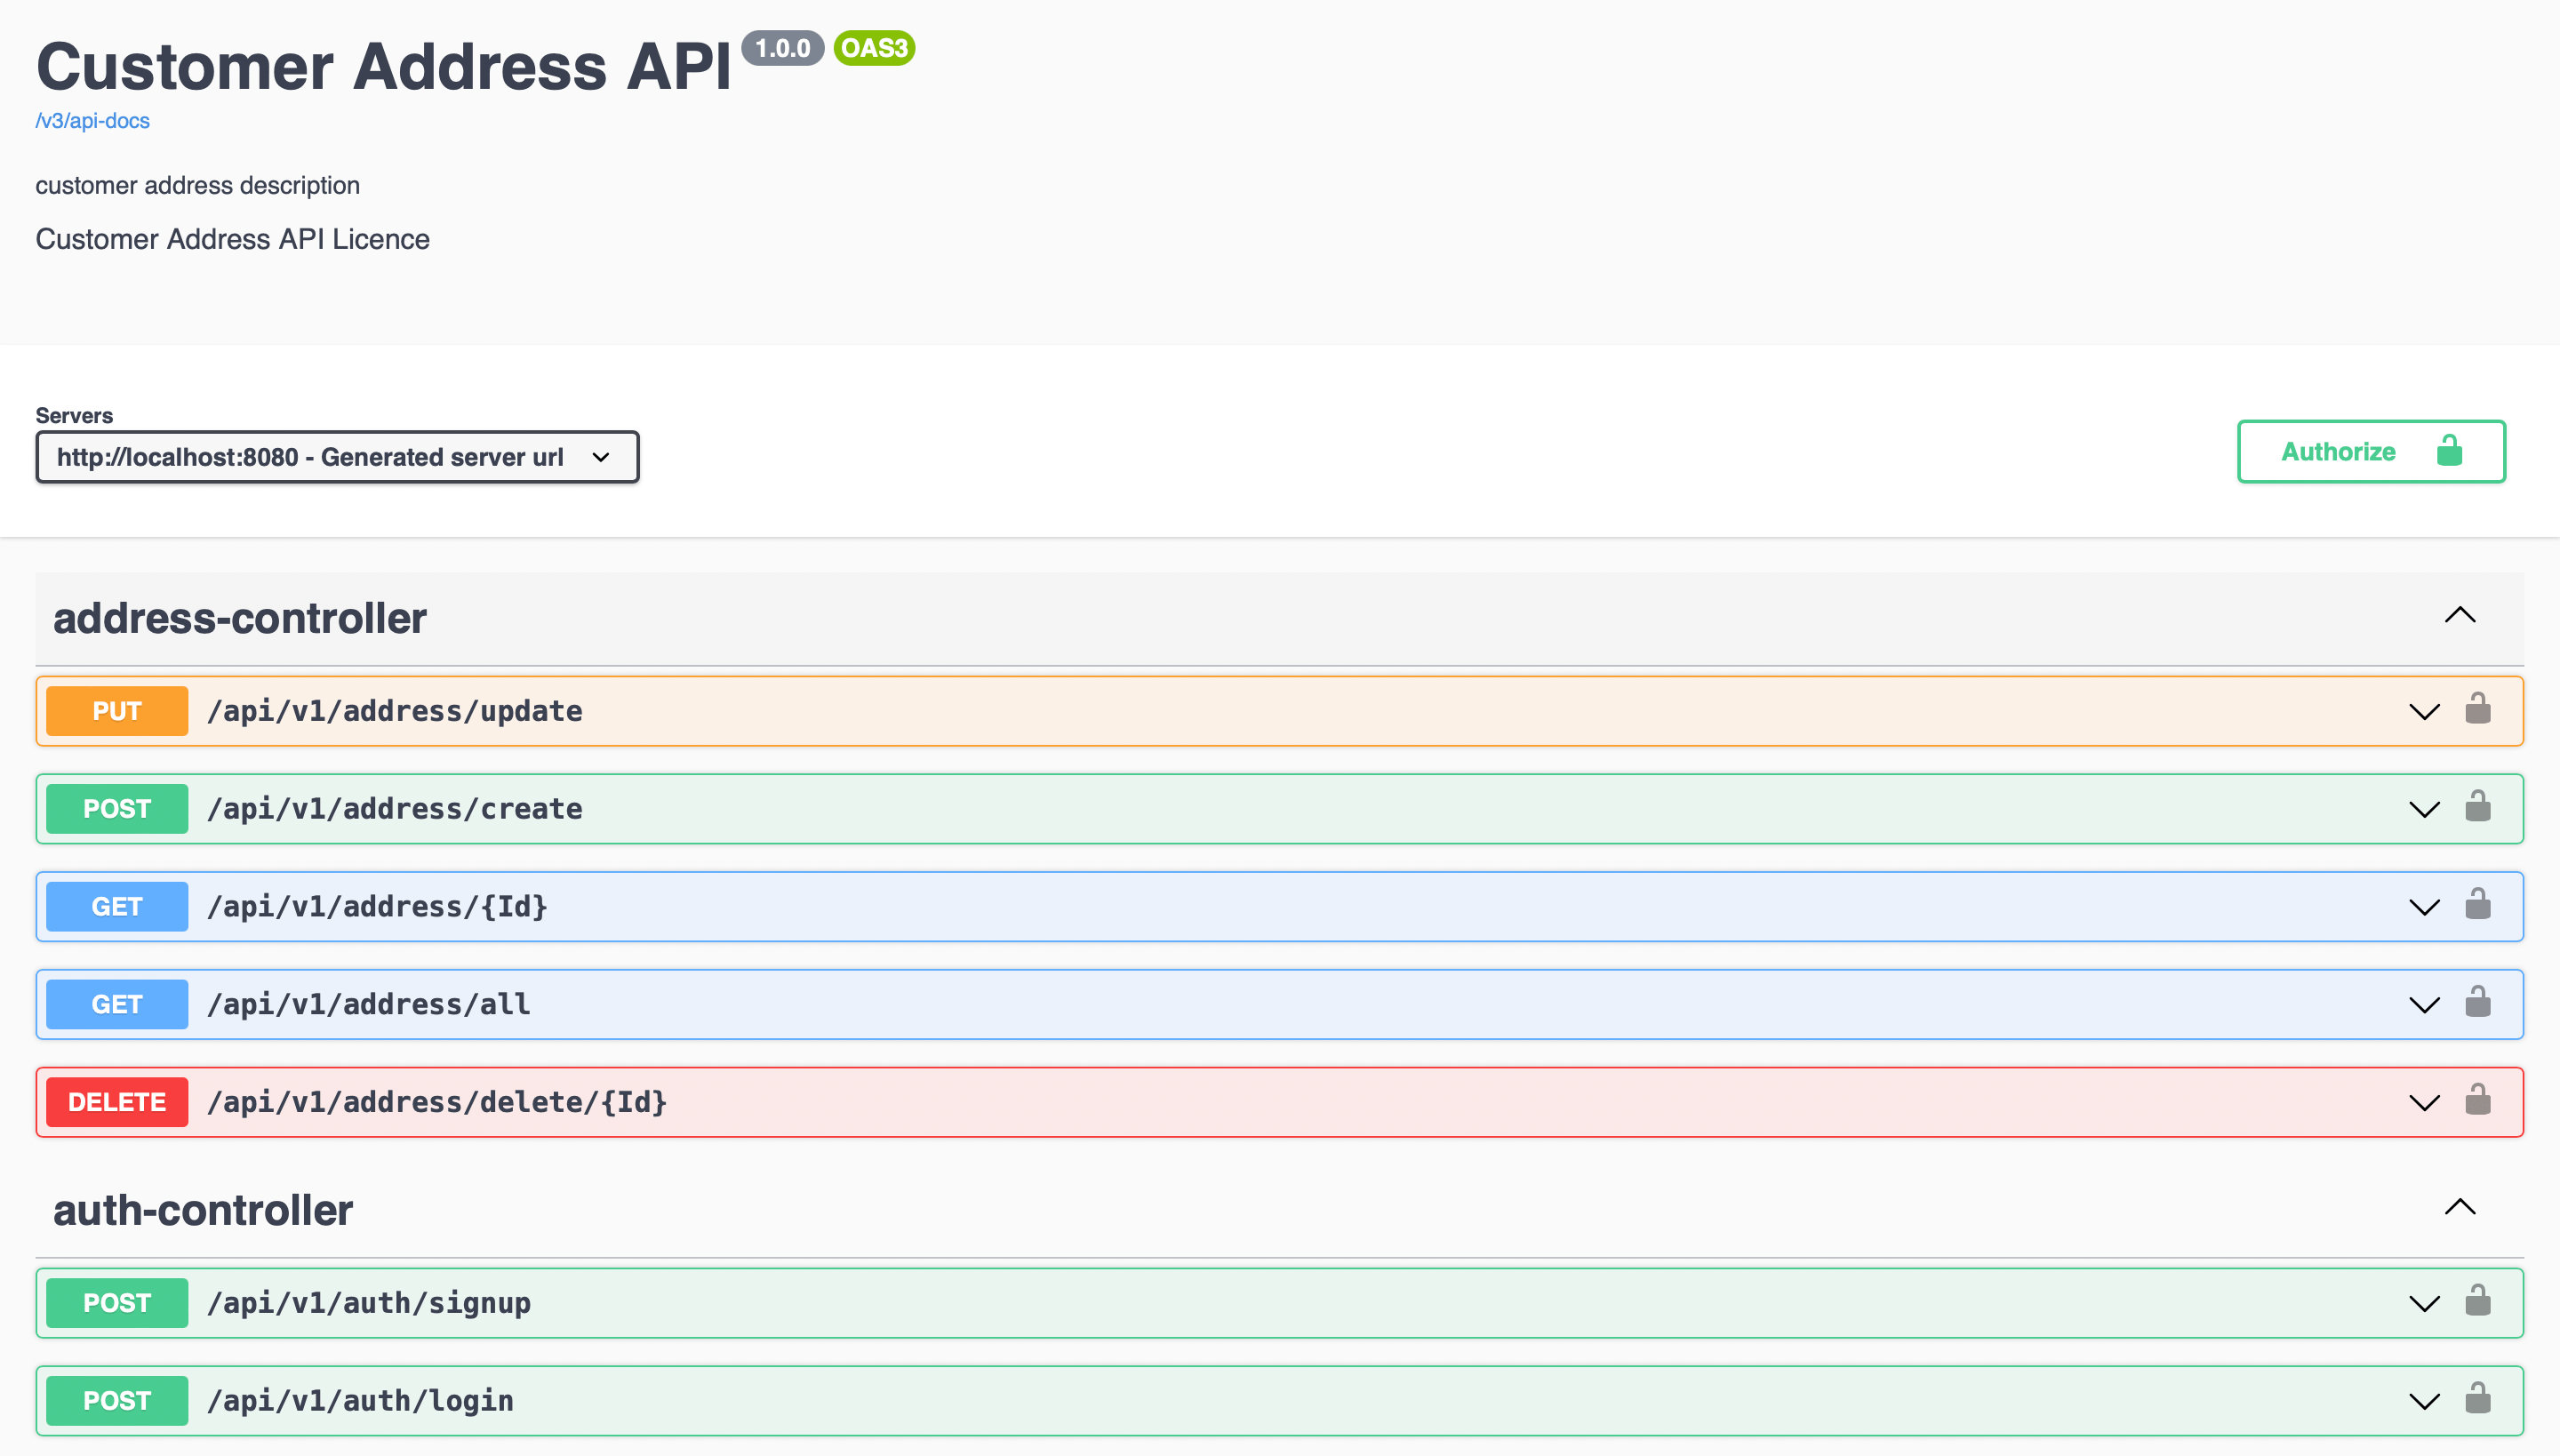 Customer Address API 1.0.0 OAS3
/v3/api-docs
customer address description
Customer Address API Licence
Servers
http://localhost:8080 - Generated server url
Authorize
address-controller
PUT /api/v1/address/update
POST /api/v1/address/create
GET /api/v1/address/{Id}
GET /api/v1/address/all
DELETE /api/v1/address/delete/{Id}
auth-controller
POST /api/v1/auth/signup
POST /api/v1/auth/login